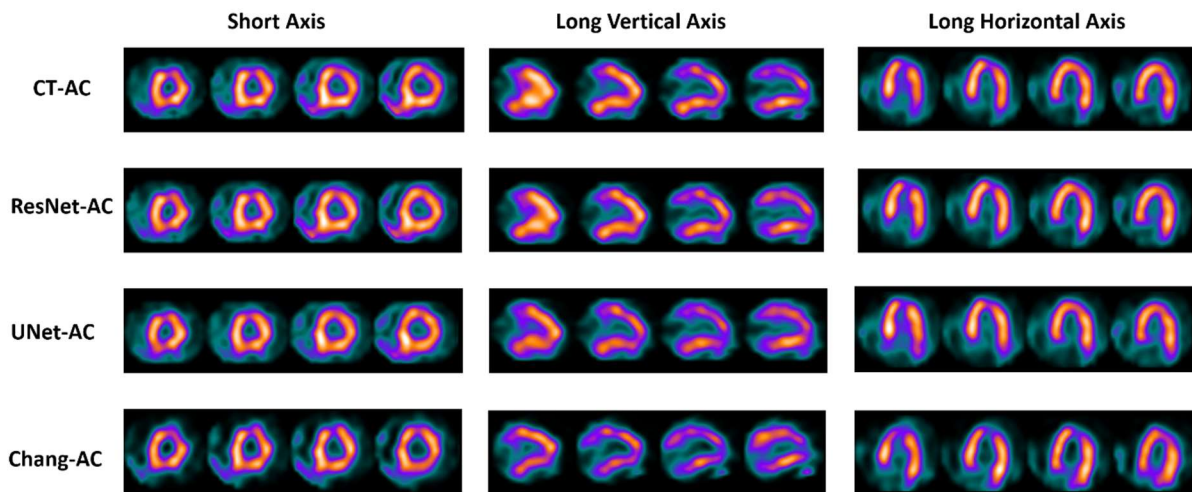 Short Axis
Long Vertical Axis
Long Horizontal Axis
CT-AC
ResNet-AC
UNet-AC
Chang-AC